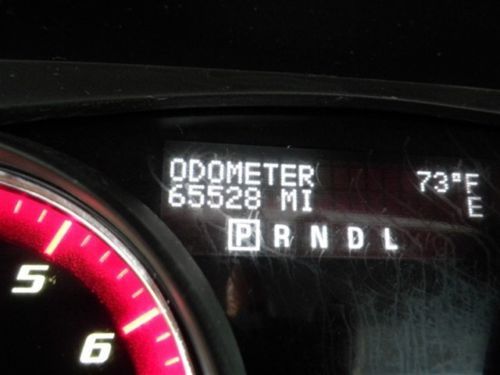 ODOMETER 73°F
65528 MI E
P R N D L
5
6